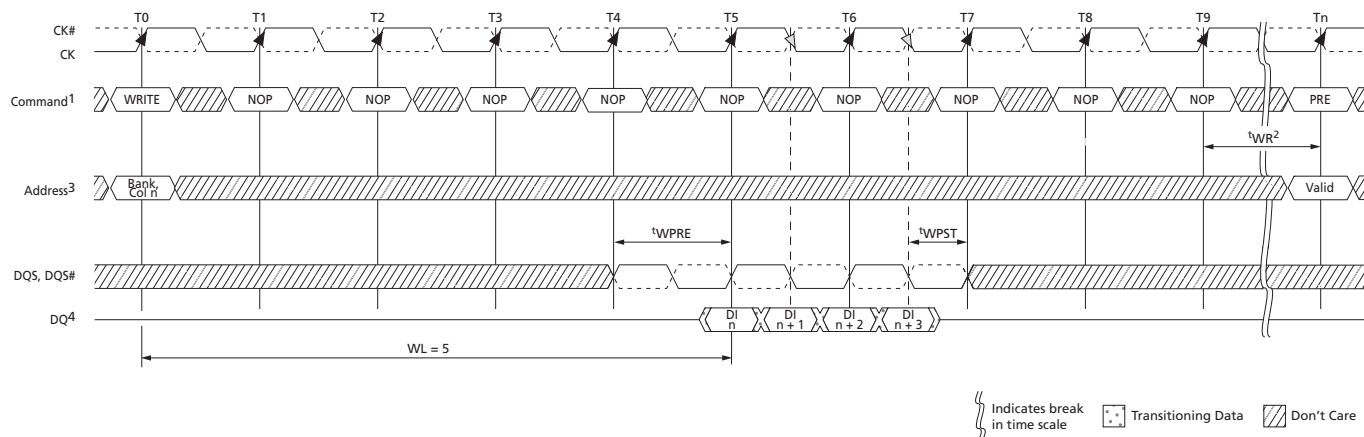 T0 T1 T2 T3 T4 T5 T6 T7 T8 T9 Tn
CK#
CK
Command1 WRITE NOP NOP NOP NOP NOP NOP NOP NOP NOP PRE
tWR2
Address3 Bank, Col n Valid
tWPRE tWPST
DQS, DQS#
DQ4 DI n DI n + 1 DI n + 2 DI n + 3
WL = 5
Indicates break in time scale
Transitioning Data
Don't Care